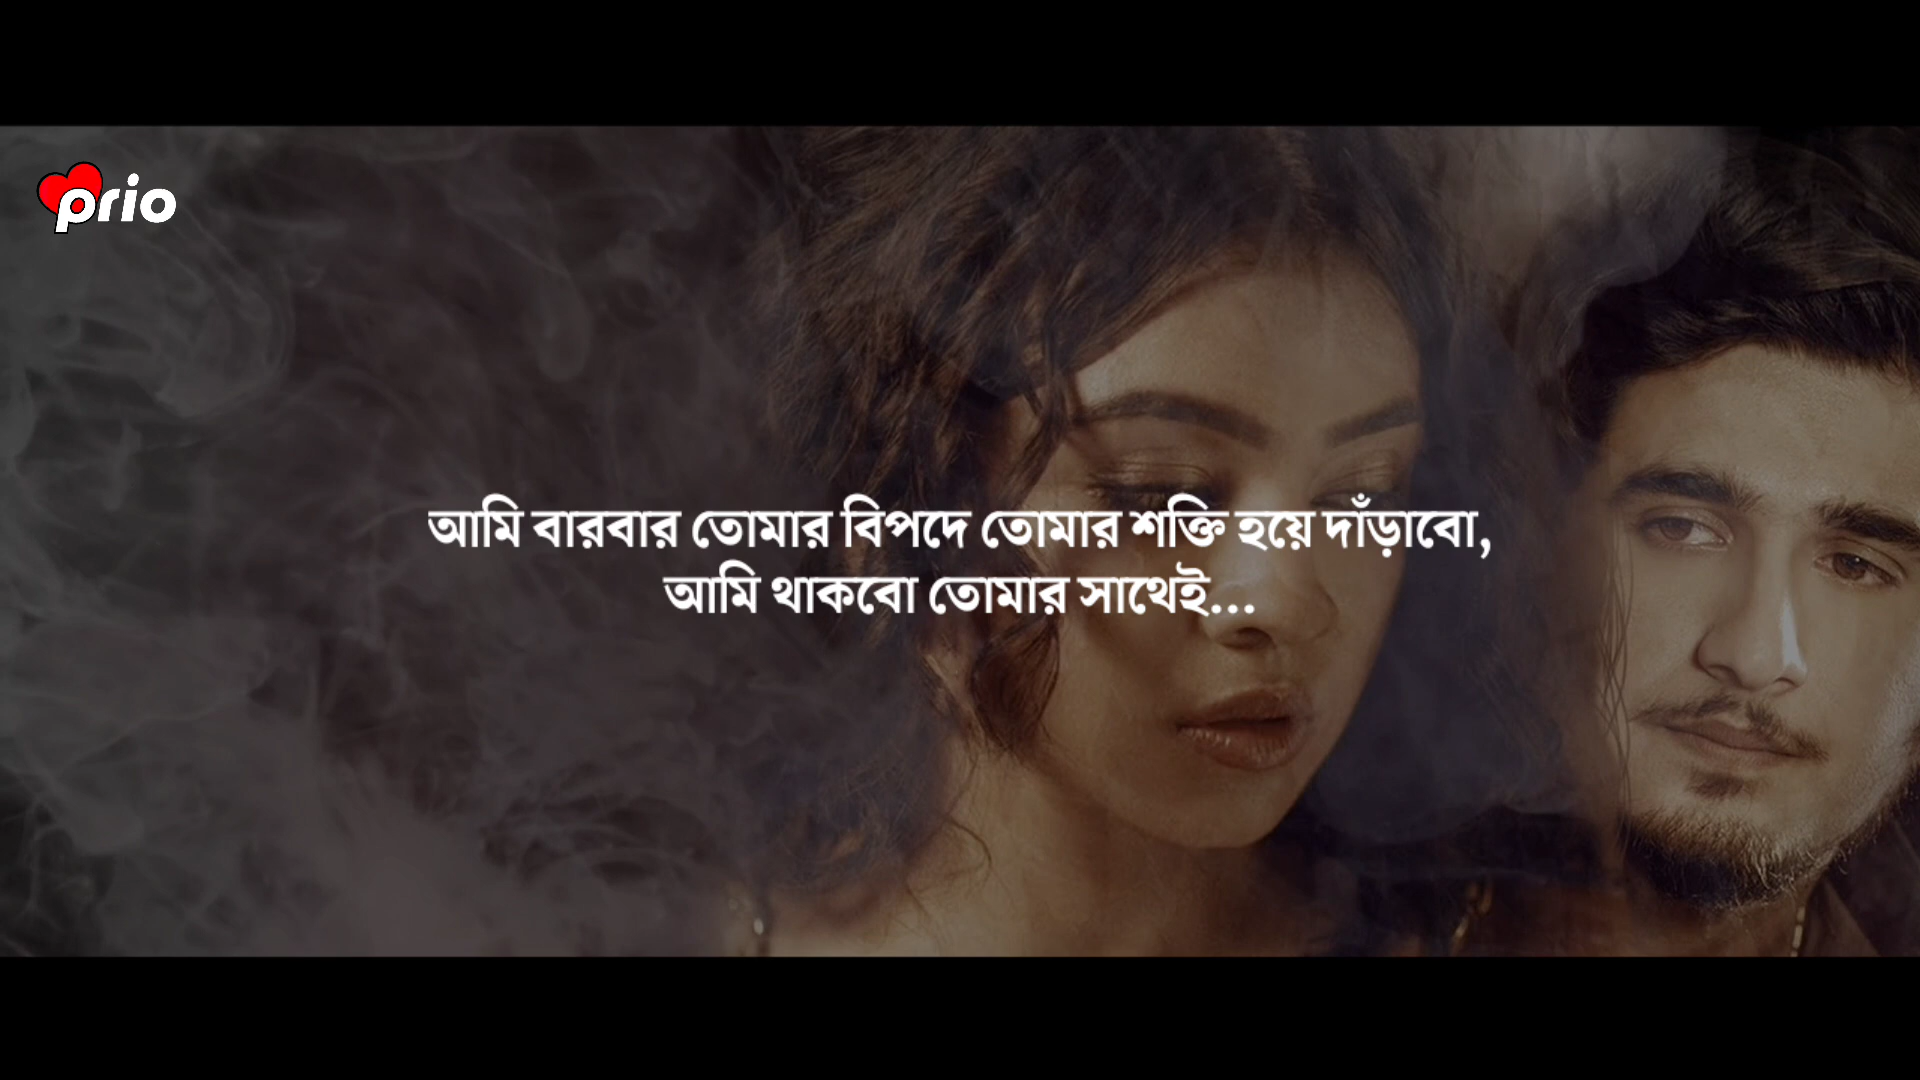 prio
আমি বারবার তোমার বিপদে তোমার শক্তি হয়ে দাঁড়াবো,
আমি থাকবো তোমার সাথেই...